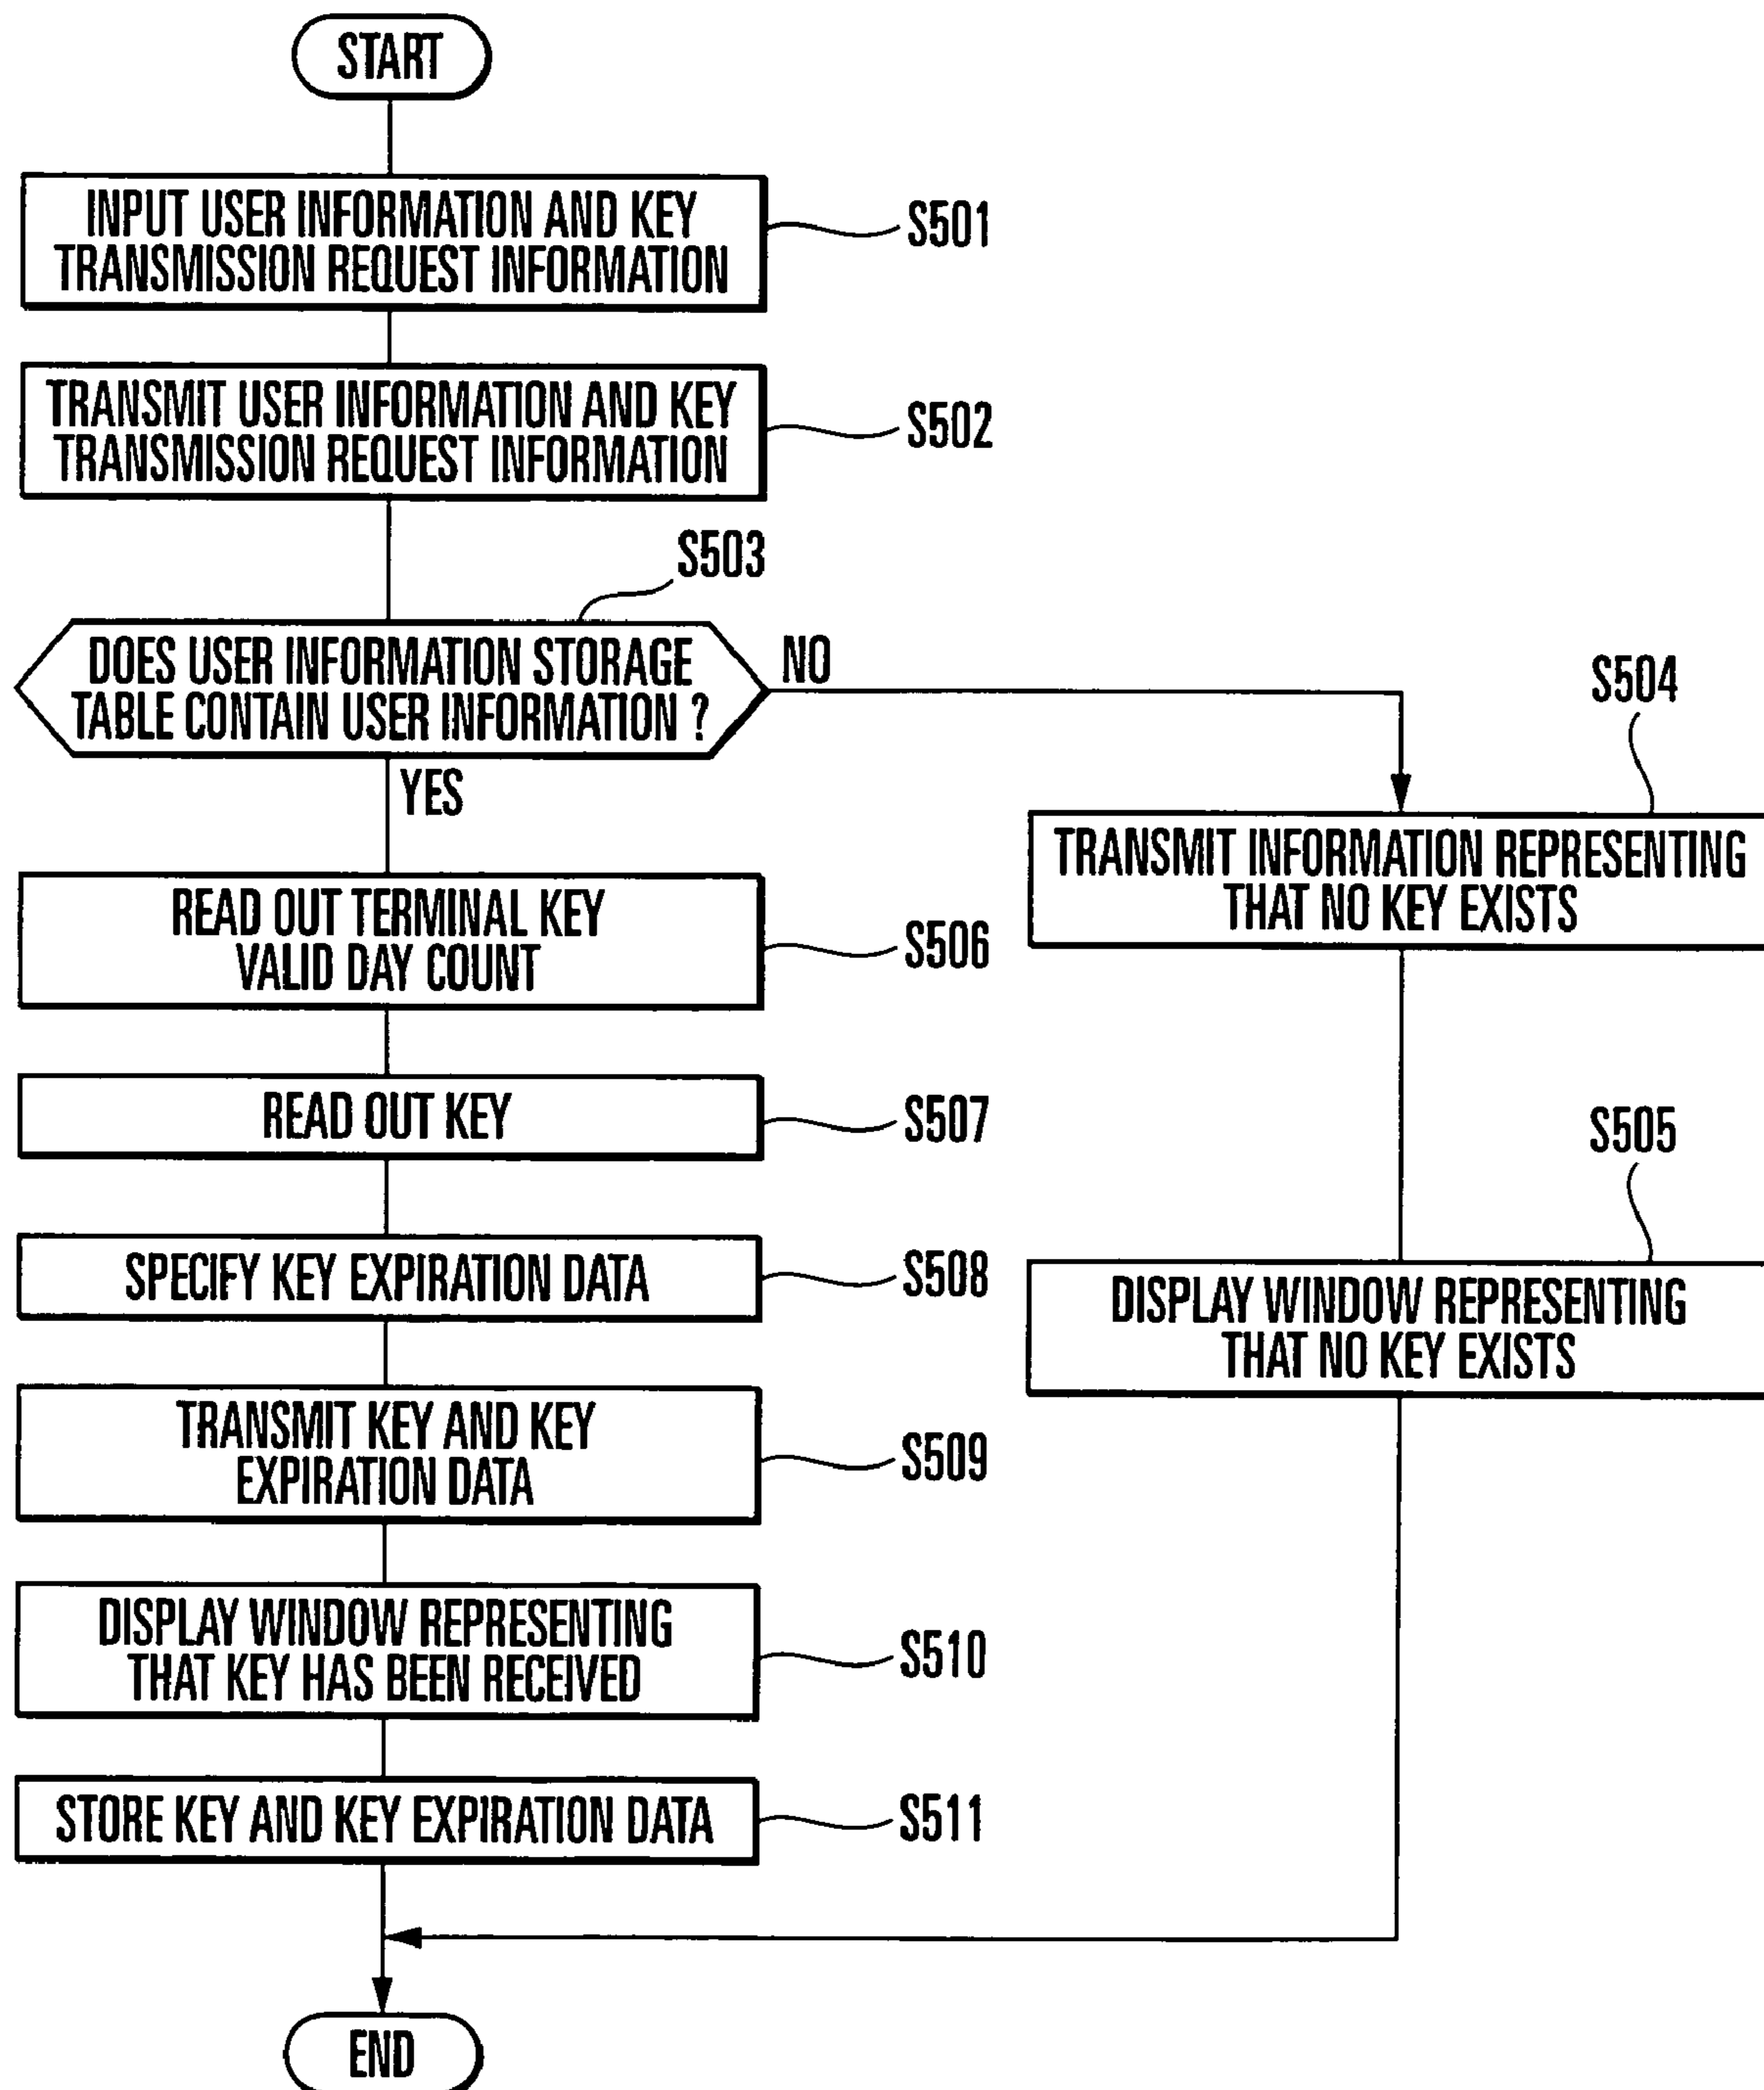 START
INPUT USER INFORMATION AND KEY
TRANSMISSION REQUEST INFORMATION
S501
TRANSMIT USER INFORMATION AND KEY
TRANSMISSION REQUEST INFORMATION
S502
S503
DOES USER INFORMATION STORAGE
TABLE CONTAIN USER INFORMATION ?
NO
YES
S504
TRANSMIT INFORMATION REPRESENTING
THAT NO KEY EXISTS
READ OUT TERMINAL KEY
VALID DAY COUNT
S506
READ OUT KEY
S507
S505
DISPLAY WINDOW REPRESENTING
THAT NO KEY EXISTS
SPECIFY KEY EXPIRATION DATA
S508
TRANSMIT KEY AND KEY
EXPIRATION DATA
S509
DISPLAY WINDOW REPRESENTING
THAT KEY HAS BEEN RECEIVED
S510
STORE KEY AND KEY EXPIRATION DATA
S511
END